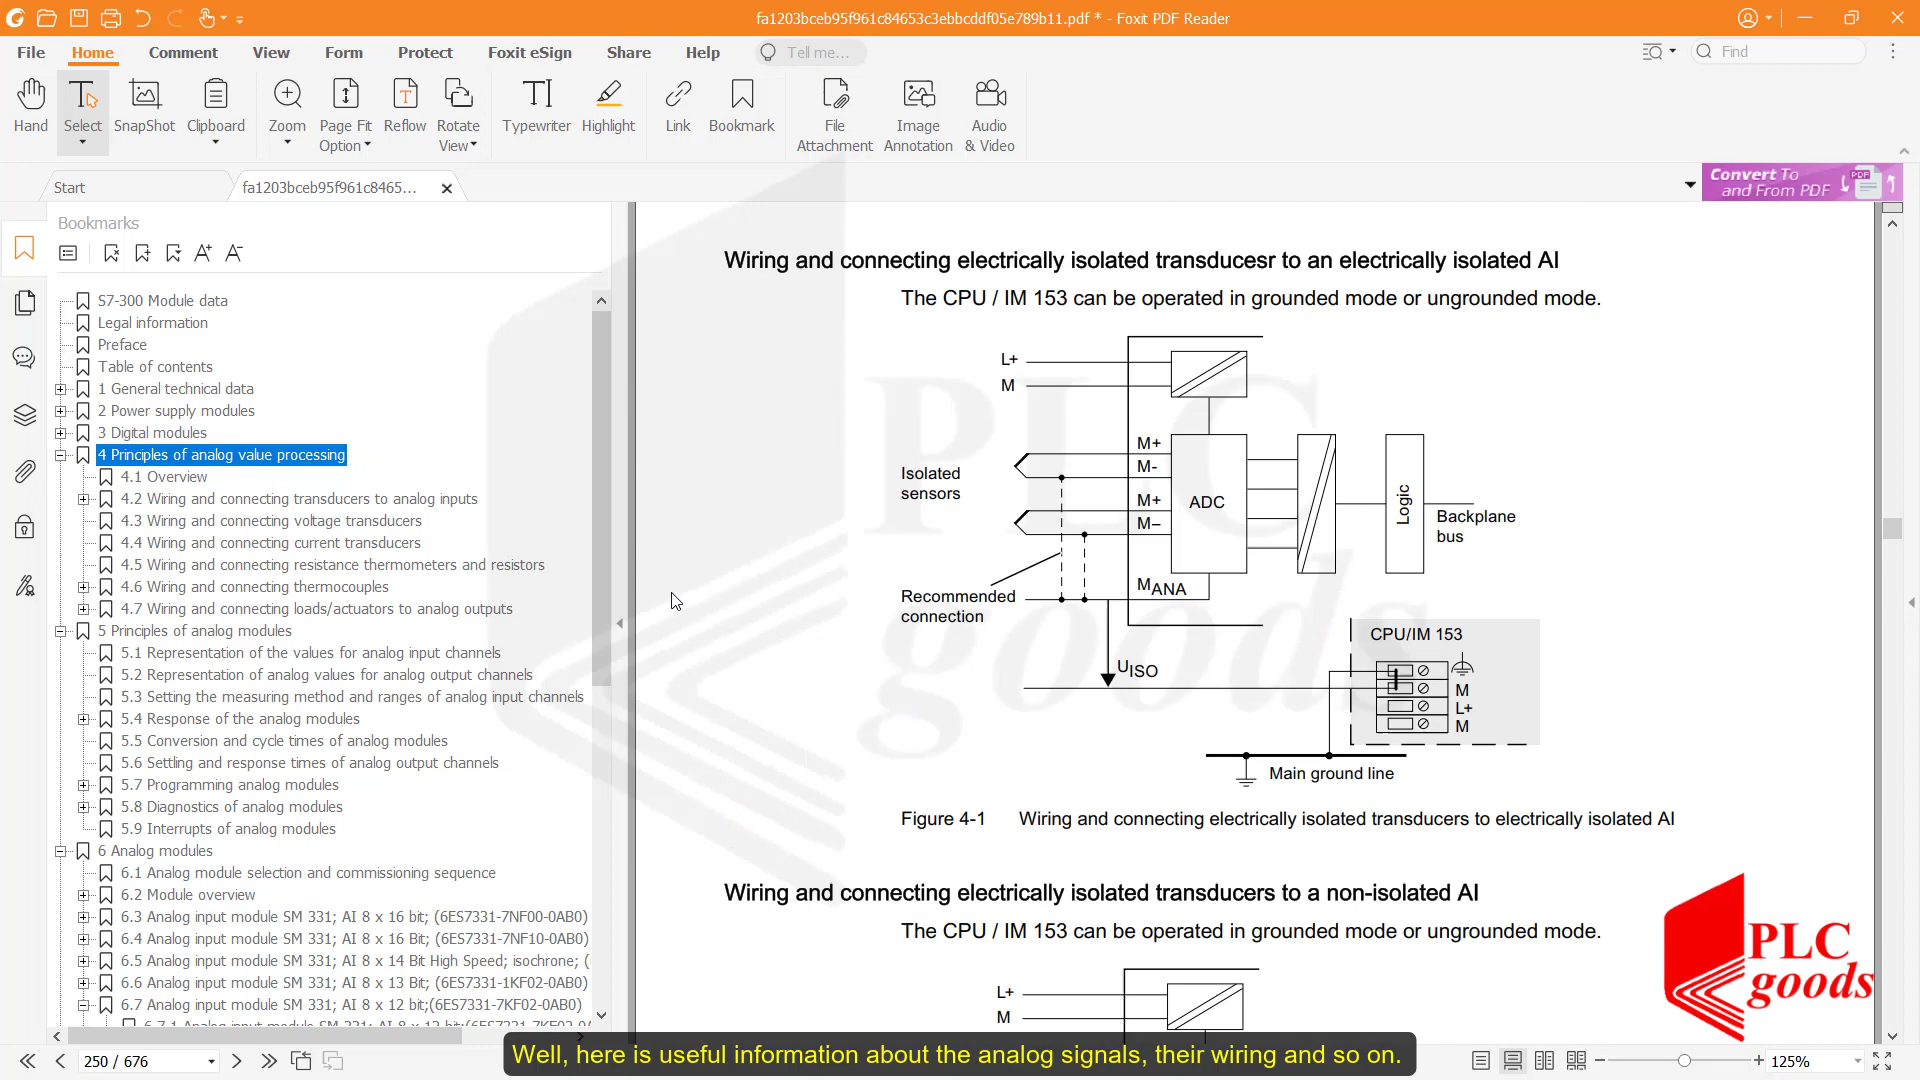 fa1203bceb95f961c84653c3ebbcddf05e789b11.pdf * - Foxit PDF Reader
File Home Comment View Form Protect Foxit eSign Share Help Tell me... Find
Hand Select SnapShot Clipboard Zoom Page Fit Option Reflow Rotate View Typewriter Highlight Link Bookmark File Attachment Image Annotation Audio & Video
Start
fa1203bceb95f961c8465...
Convert To and From PDF
PDF
Bookmarks
S7-300 Module data
Legal information
Preface
Table of contents
1 General technical data
2 Power supply modules
3 Digital modules
4 Principles of analog value processing
4.1 Overview
4.2 Wiring and connecting transducers to analog inputs
4.3 Wiring and connecting voltage transducers
4.4 Wiring and connecting current transducers
4.5 Wiring and connecting resistance thermometers and resistors
4.6 Wiring and connecting thermocouples
4.7 Wiring and connecting loads/actuators to analog outputs
5 Principles of analog modules
5.1 Representation of the values for analog input channels
5.2 Representation of analog values for analog output channels
5.3 Setting the measuring method and ranges of analog input channels
5.4 Response of the analog modules
5.5 Conversion and cycle times of analog modules
5.6 Settling and response times of analog output channels
5.7 Programming analog modules
5.8 Diagnostics of analog modules
5.9 Interrupts of analog modules
6 Analog modules
6.1 Analog module selection and commissioning sequence
6.2 Module overview
6.3 Analog input module SM 331; AI 8 x 16 bit; (6ES7331-7NF00-0AB0)
6.4 Analog input module SM 331; AI 8 x 16 Bit; (6ES7331-7NF10-0AB0)
6.5 Analog input module SM 331; AI 8 x 14 Bit High Speed; isochrone; (
6.6 Analog input module SM 331; AI 8 x 13 Bit; (6ES7331-1KF02-0AB0)
6.7 Analog input module SM 331; AI 8 x 12 bit;(6ES7331-7KF02-0AB0)
Wiring and connecting electrically isolated transducesr to an electrically isolated AI
The CPU / IM 153 can be operated in grounded mode or ungrounded mode.
L+
M
M+
M-
Isolated sensors
M+
M–
ADC
Logic
Backplane bus
MANA
Recommended connection
UISO
CPU/IM 153
M
L+
M
Main ground line
Figure 4-1 Wiring and connecting electrically isolated transducers to electrically isolated AI
Wiring and connecting electrically isolated transducers to a non-isolated AI
The CPU / IM 153 can be operated in grounded mode or ungrounded mode.
L+
M
PLC goods
PLC goods
Well, here is useful information about the analog signals, their wiring and so on.
250 / 676
125%